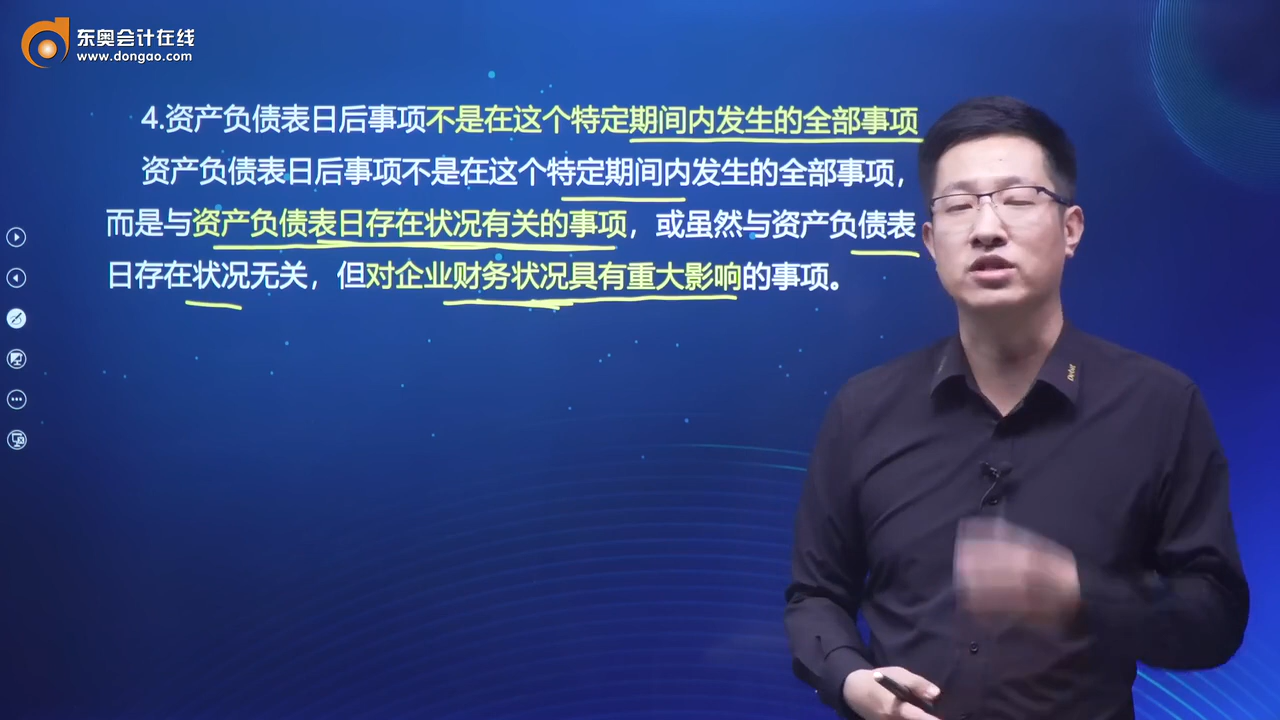 东奥会计在线
www.dongao.com
4.资产负债表日后事项不是在这个特定期间内发生的全部事项
资产负债表日后事项不是在这个特定期间内发生的全部事项，
而是与资产负债表日存在状况有关的事项，或虽然与资产负债表
日存在状况无关，但对企业财务状况具有重大影响的事项。
Debit